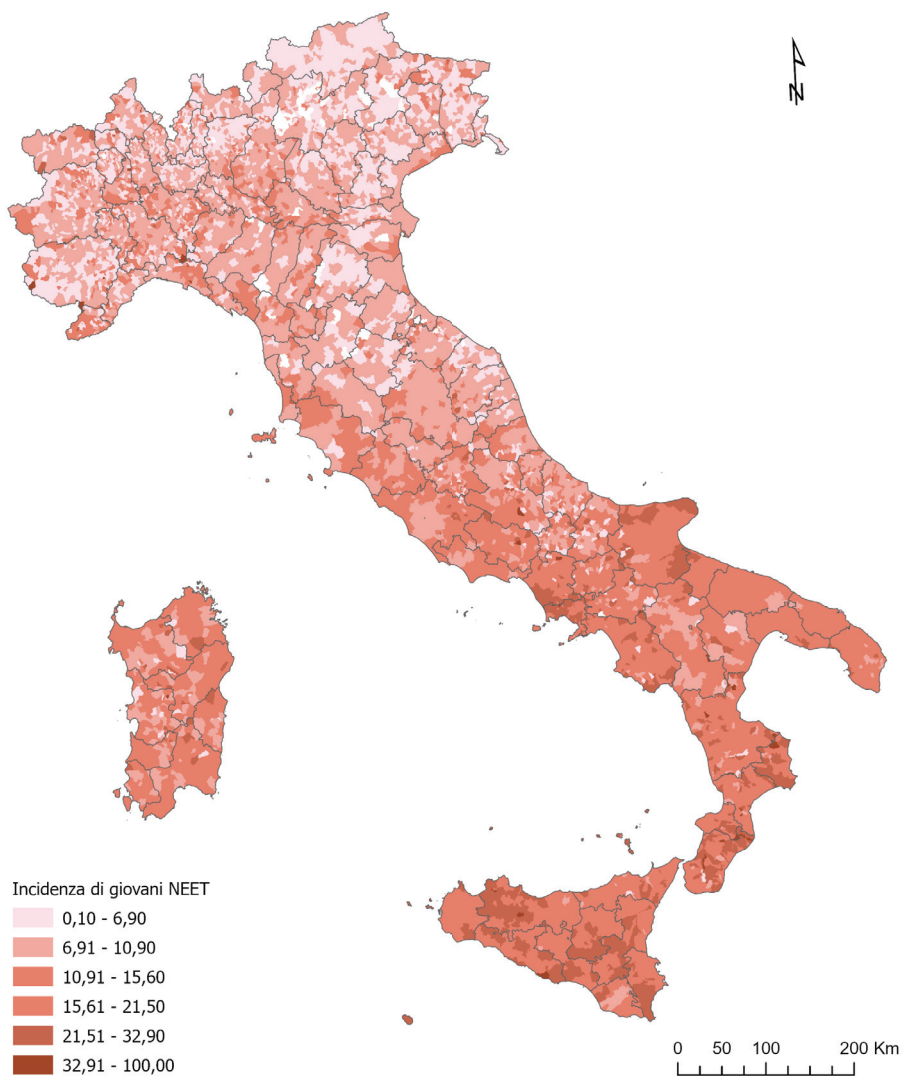 N
Incidenza di giovani NEET
0,10 - 6,90
6,91 - 10,90
10,91 - 15,60
15,61 - 21,50
21,51 - 32,90
32,91 - 100,00
0 50 100 200 Km